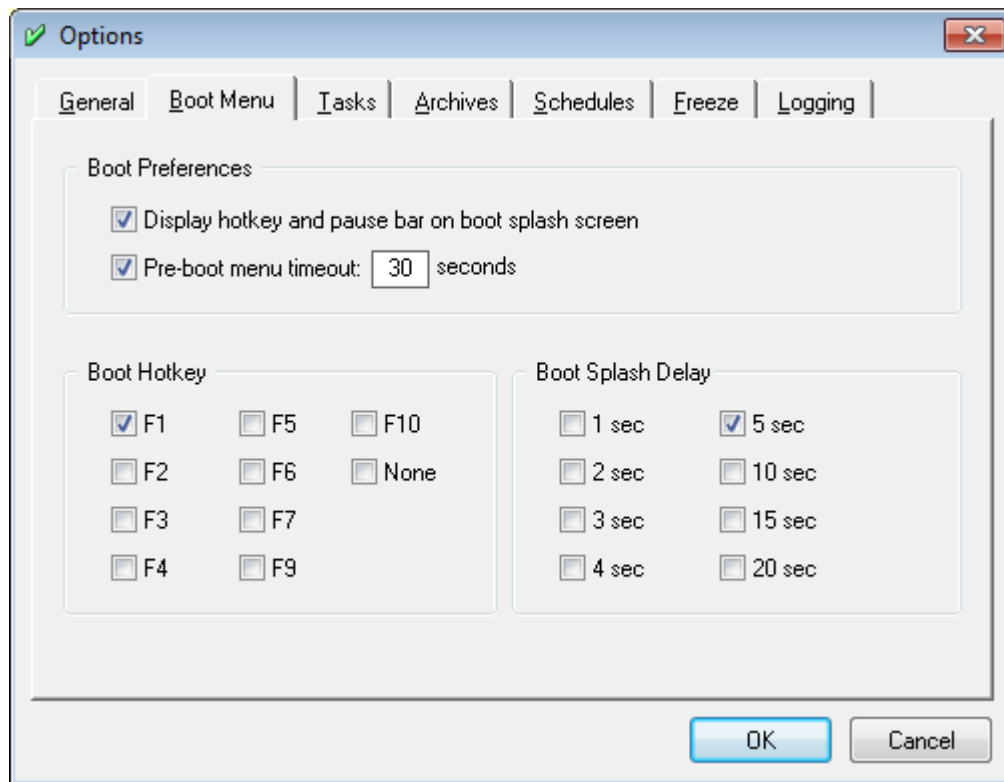 Options
General Boot Menu Tasks Archives Schedules Freeze Logging
Boot Preferences
Display hotkey and pause bar on boot splash screen
Pre-boot menu timeout: 30 seconds
Boot Hotkey
F1 F5 F10
F2 F6 None
F3 F7
F4 F9
Boot Splash Delay
1 sec 5 sec
2 sec 10 sec
3 sec 15 sec
4 sec 20 sec
OK Cancel